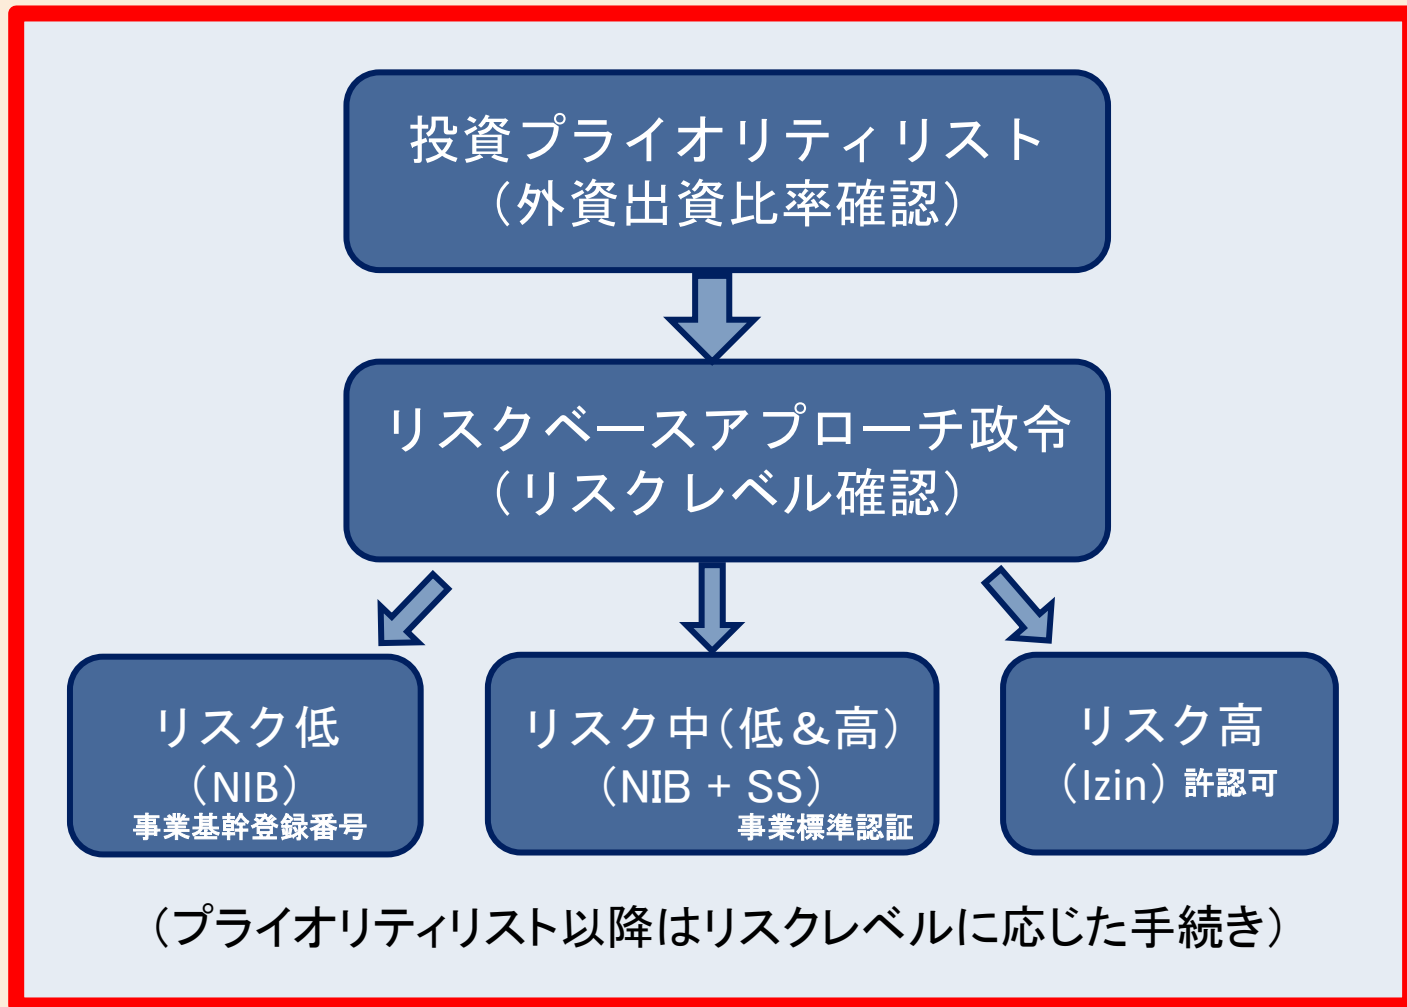 投資プライオリティリスト
（外資出資比率確認）
リスクベースアプローチ政令
（リスクレベル確認）
リスク低
（NIB）
事業基幹登録番号
リスク中（低＆高）
（NIB + SS）
事業標準認証
リスク高
（Izin）許認可
（プライオリティリスト以降はリスクレベルに応じた手続き）